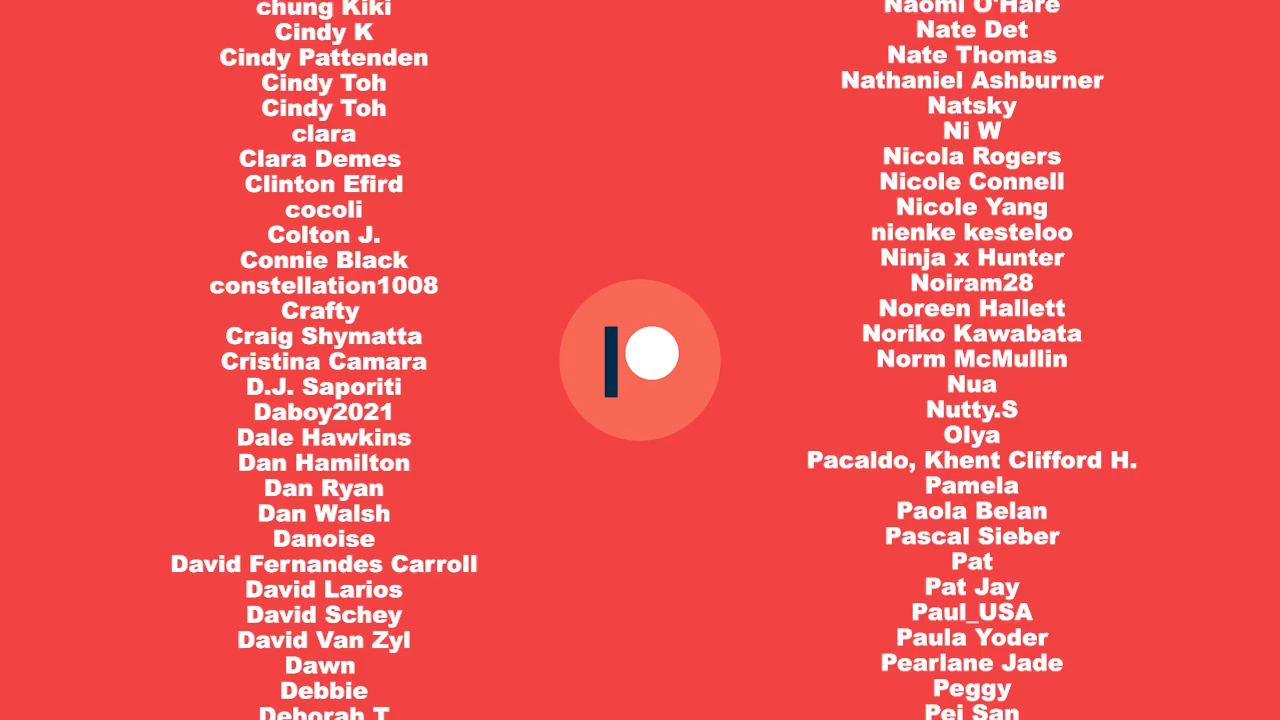 chung Kiki
Cindy K
Cindy Pattenden
Cindy Toh
Cindy Toh
clara
Clara Demes
Clinton Efird
cocoli
Colton J.
Connie Black
constellation1008
Crafty
Craig Shymatta
Cristina Camara
D.J. Saporiti
Daboy2021
Dale Hawkins
Dan Hamilton
Dan Ryan
Dan Walsh
Danoise
David Fernandes Carroll
David Larios
David Schey
David Van Zyl
Dawn
Debbie
Deborah T
Naomi O'Hare
Nate Det
Nate Thomas
Nathaniel Ashburner
Natsky
Ni W
Nicola Rogers
Nicole Connell
Nicole Yang
nienke kesteloo
Ninja x Hunter
Noiram28
Noreen Hallett
Noriko Kawabata
Norm McMullin
Nua
Nutty.S
Olya
Pacaldo, Khent Clifford H.
Pamela
Paola Belan
Pascal Sieber
Pat
Pat Jay
Paul_USA
Paula Yoder
Pearlane Jade
Peggy
Pei San